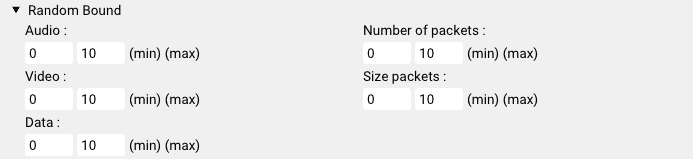 Random Bound
Audio :
0 10 (min) (max)
Video :
0 10 (min) (max)
Data :
0 10 (min) (max)
Number of packets :
0 10 (min) (max)
Size packets :
0 10 (min) (max)